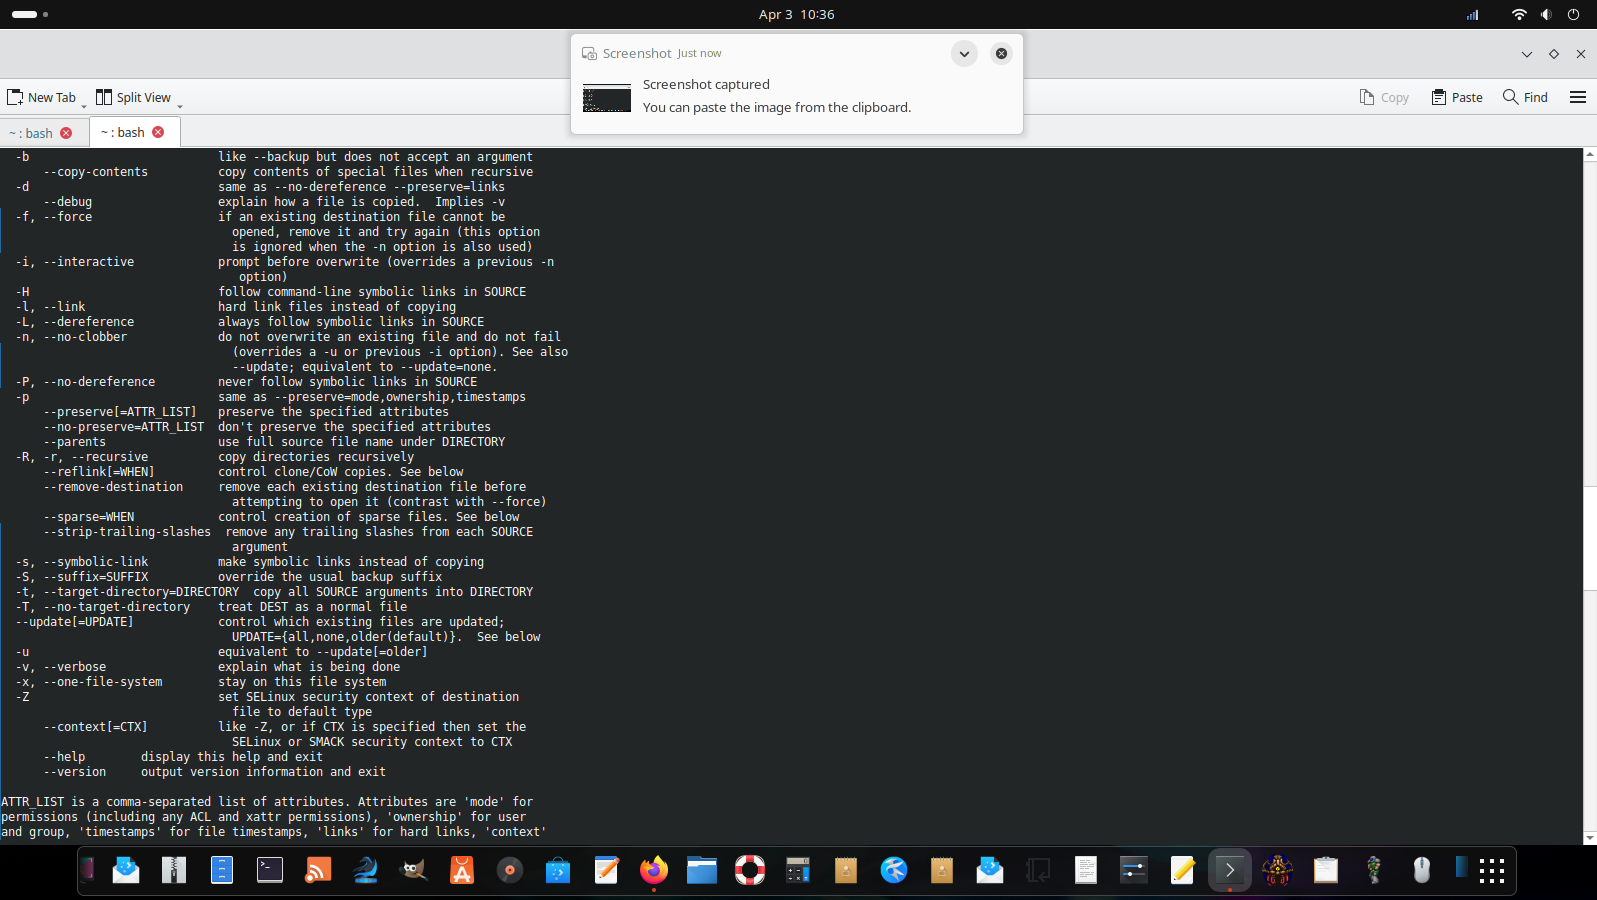 Apr 3 10:36
Screenshot Just now
Screenshot captured
You can paste the image from the clipboard.
New Tab
Split View
Copy
Paste
Find
~ : bash
~ : bash
-b like --backup but does not accept an argument
--copy-contents copy contents of special files when recursive
-d same as --no-dereference --preserve=links
--debug explain how a file is copied. Implies -v
-f, --force if an existing destination file cannot be
opened, remove it and try again (this option
is ignored when the -n option is also used)
-i, --interactive prompt before overwrite (overrides a previous -n
option)
-H follow command-line symbolic links in SOURCE
-l, --link hard link files instead of copying
-L, --dereference always follow symbolic links in SOURCE
-n, --no-clobber do not overwrite an existing file and do not fail
(overrides a -u or previous -i option). See also
--update; equivalent to --update=none.
-P, --no-dereference never follow symbolic links in SOURCE
-p same as --preserve=mode,ownership,timestamps
--preserve[=ATTR_LIST] preserve the specified attributes
--no-preserve=ATTR_LIST don't preserve the specified attributes
--parents use full source file name under DIRECTORY
-R, -r, --recursive copy directories recursively
--reflink[=WHEN] control clone/CoW copies. See below
--remove-destination remove each existing destination file before
attempting to open it (contrast with --force)
--sparse=WHEN control creation of sparse files. See below
--strip-trailing-slashes remove any trailing slashes from each SOURCE
argument
-s, --symbolic-link make symbolic links instead of copying
-S, --suffix=SUFFIX override the usual backup suffix
-t, --target-directory=DIRECTORY copy all SOURCE arguments into DIRECTORY
-T, --no-target-directory treat DEST as a normal file
--update[=UPDATE] control which existing files are updated;
UPDATE={all,none,older(default)}. See below
-u equivalent to --update[=older]
-v, --verbose explain what is being done
-x, --one-file-system stay on this file system
-Z set SELinux security context of destination
file to default type
--context[=CTX] like -Z, or if CTX is specified then set the
SELinux or SMACK security context to CTX
--help display this help and exit
--version output version information and exit
ATTR_LIST is a comma-separated list of attributes. Attributes are 'mode' for
permissions (including any ACL and xattr permissions), 'ownership' for user
and group, 'timestamps' for file timestamps, 'links' for hard links, 'context'